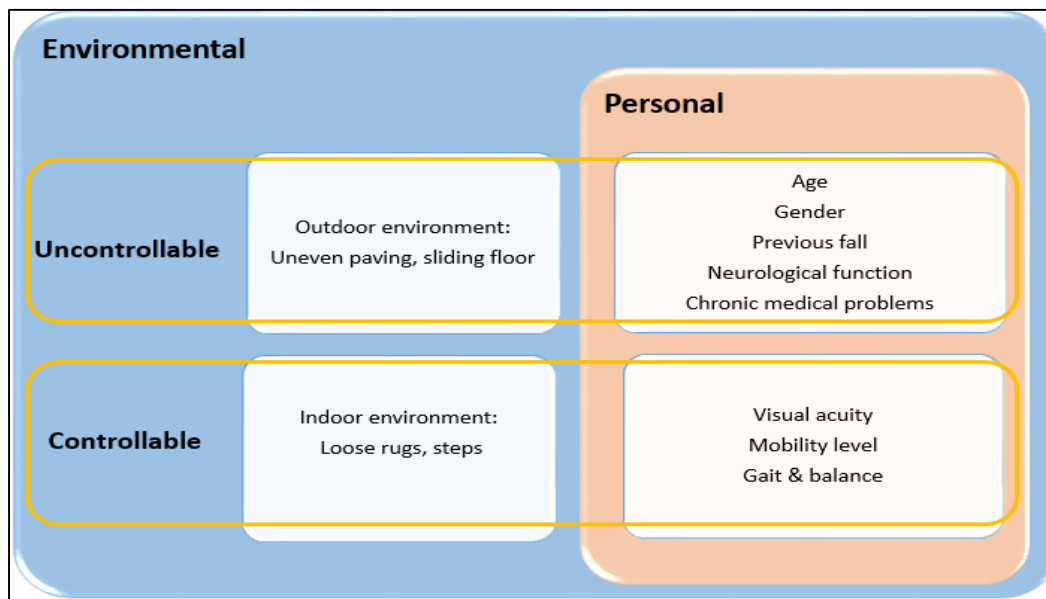 Environmental
Personal
Uncontrollable
Outdoor environment:
Uneven paving, sliding floor
Age
Gender
Previous fall
Neurological function
Chronic medical problems
Controllable
Indoor environment:
Loose rugs, steps
Visual acuity
Mobility level
Gait & balance